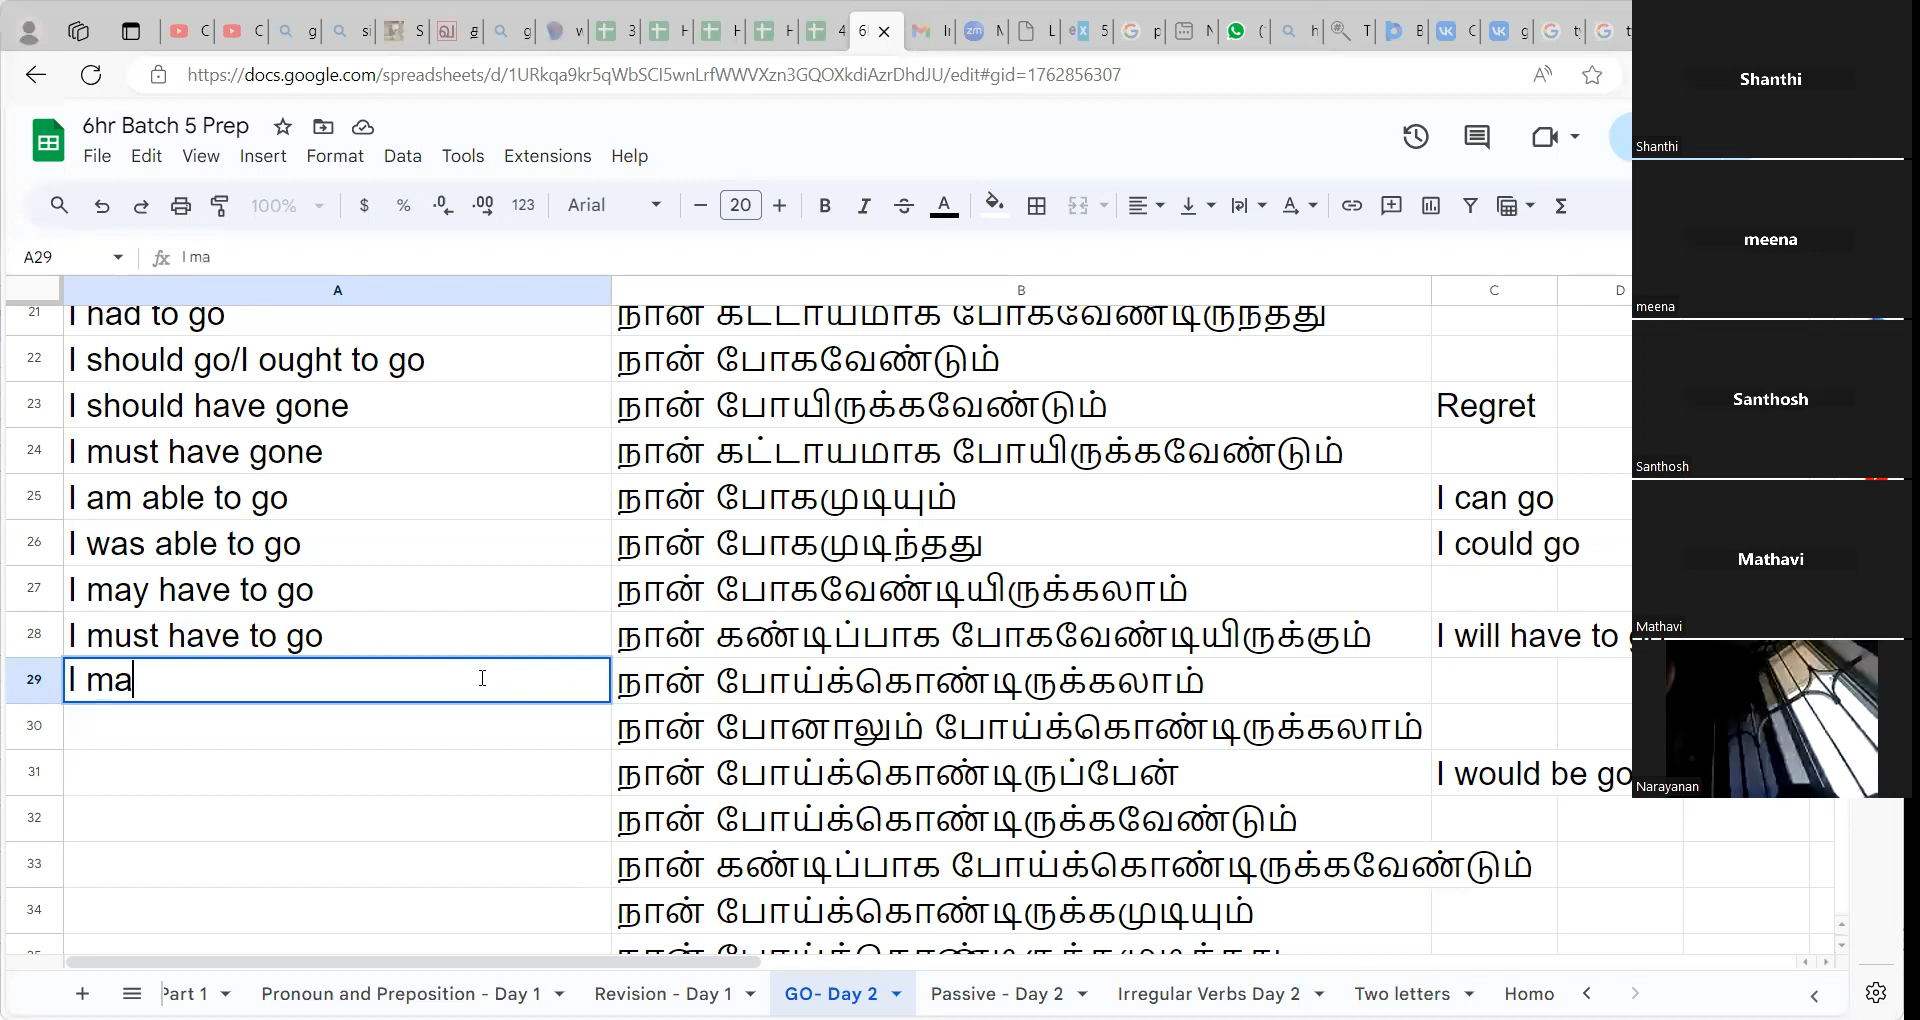 https://docs.google.com/spreadsheets/d/1URkqa9kr5qWbSCI5wnLrfWWVXzn3GQOXkdiAzrDhdJU/edit#gid=1762856307
6hr Batch 5 Prep
File Edit View Insert Format Data Tools Extensions Help
100% $ % .0 .00 123 Arial 20
A29 I ma
A B C D
21 I had to go நான் கட்டாயமாக போகவேண்டிருந்தது
22 I should go/I ought to go நான் போகவேண்டும்
23 I should have gone நான் போயிருக்கவேண்டும் Regret
24 I must have gone நான் கட்டாயமாக போயிருக்கவேண்டும்
25 I am able to go நான் போகமுடியும் I can go
26 I was able to go நான் போகமுடிந்தது I could go
27 I may have to go நான் போகவேண்டியிருக்கலாம்
28 I must have to go நான் கண்டிப்பாக போகவேண்டியிருக்கும் I will have to
29 I ma நான் போய்க்கொண்டிருக்கலாம்
30 நான் போனாலும் போய்க்கொண்டிருக்கலாம்
31 நான் போய்க்கொண்டிருப்பேன் I would be go
32 நான் போய்க்கொண்டிருக்கவேண்டும்
33 நான் கண்டிப்பாக போய்க்கொண்டிருக்கவேண்டும்
34 நான் போய்க்கொண்டிருக்கமுடியும்
Part 1 Pronoun and Preposition - Day 1 Revision - Day 1 GO- Day 2 Passive - Day 2 Irregular Verbs Day 2 Two letters Homo
Shanthi
Shanthi
meena
meena
Santhosh
Santhosh
Mathavi
Mathavi
Narayanan